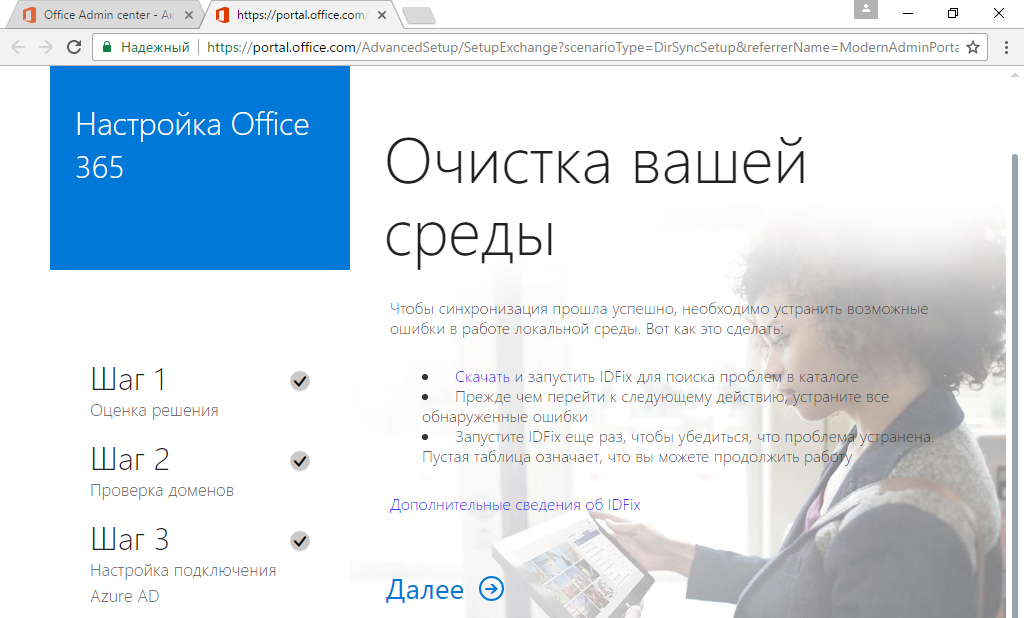 Office Admin center - Ак
https://portal.office.com/
Надежный
https://portal.office.com/AdvancedSetup/SetupExchange?scenarioType=DirSyncSetup&referrerName=ModernAdminPorta
Настройка Office
365
Шаг 1
Оценка решения
Шаг 2
Проверка доменов
Шаг 3
Настройка подключения
Azure AD
Очистка вашей
среды
Чтобы синхронизация прошла успешно, необходимо устранить возможные
ошибки в работе локальной среды. Вот как это сделать:
• Скачать и запустить IDFix для поиска проблем в каталоге
• Прежде чем перейти к следующему действию, устраните все
обнаруженные ошибки
• Запустите IDFix еще раз, чтобы убедиться, что проблема устранена.
Пустая таблица означает, что вы можете продолжить работу
Дополнительные сведения об IDFix
Далее